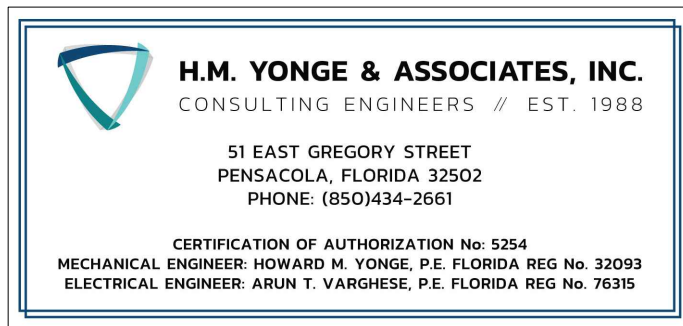 H.M. YONGE & ASSOCIATES, INC.
CONSULTING ENGINEERS // EST. 1988
51 EAST GREGORY STREET
PENSACOLA, FLORIDA 32502
PHONE: (850)434-2661
CERTIFICATION OF AUTHORIZATION No: 5254
MECHANICAL ENGINEER: HOWARD M. YONGE, P.E. FLORIDA REG No. 32093
ELECTRICAL ENGINEER: ARUN T. VARGHESE, P.E. FLORIDA REG No. 76315